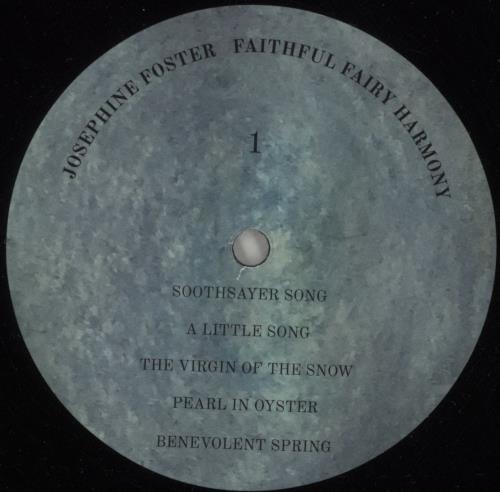 JOSEPHINE FOSTER FAITHFUL FAIRY HARMONY
1
SOOTHSAYER SONG
A LITTLE SONG
THE VIRGIN OF THE SNOW
PEARL IN OYSTER
BENEVOLENT SPRING